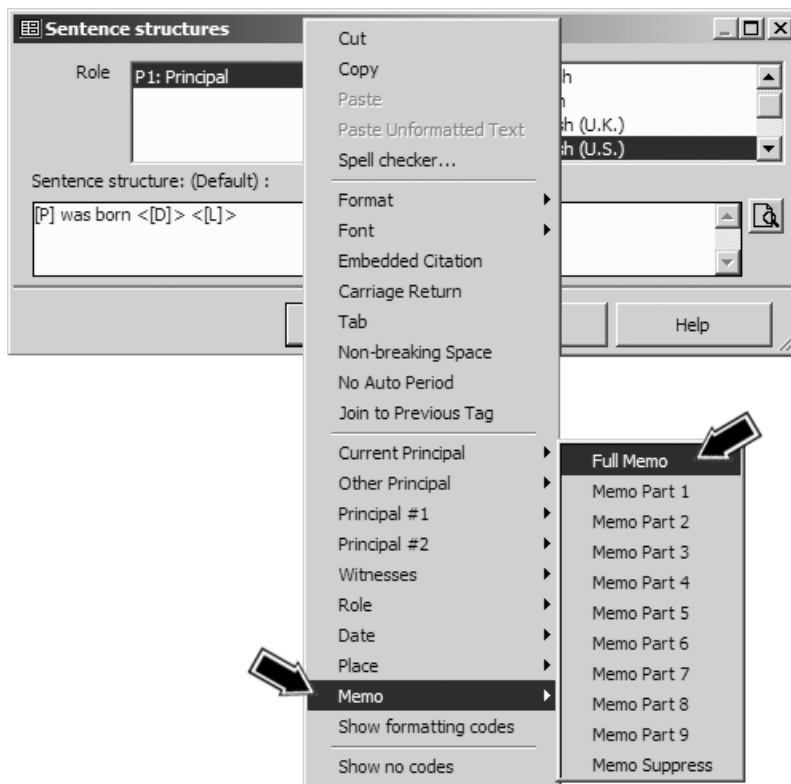 Sentence structures
Role
P1: Principal
h
(U.K.)
(U.S.)
Sentence structure: (Default) :
[P] was born <[D]> <[L]>
Help
Cut
Copy
Paste
Paste Unformatted Text
Spell checker...
Format
Font
Embedded Citation
Carriage Return
Tab
Non-breaking Space
No Auto Period
Join to Previous Tag
Current Principal
Other Principal
Principal #1
Principal #2
Witnesses
Role
Date
Place
Memo
Show formatting codes
Show no codes
Full Memo
Memo Part 1
Memo Part 2
Memo Part 3
Memo Part 4
Memo Part 5
Memo Part 6
Memo Part 7
Memo Part 8
Memo Part 9
Memo Suppress